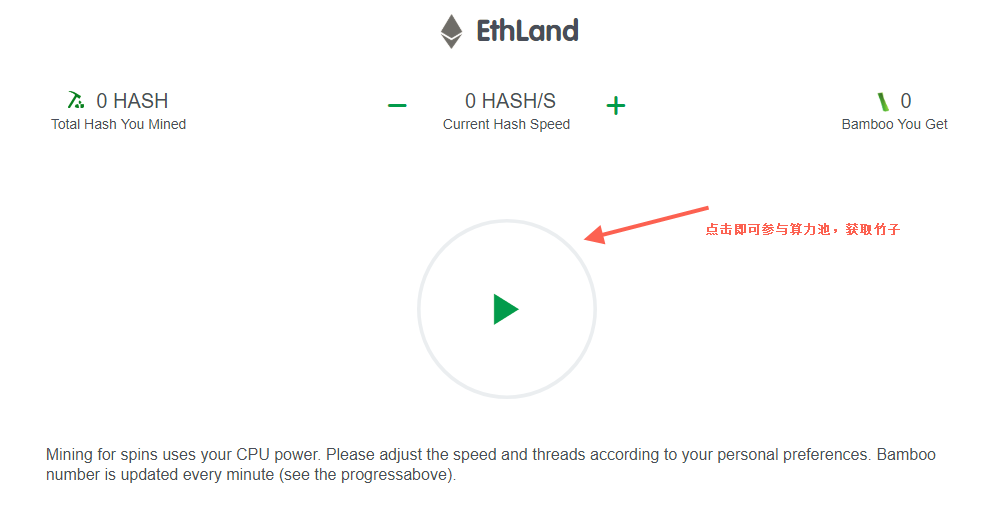 EthLand
0 HASH
Total Hash You Mined
0 HASH/S
Current Hash Speed
0
Bamboo You Get
点击即可参与算力池，获取竹子
Mining for spins uses your CPU power. Please adjust the speed and threads according to your personal preferences. Bamboo
number is updated every minute (see the progressabove).